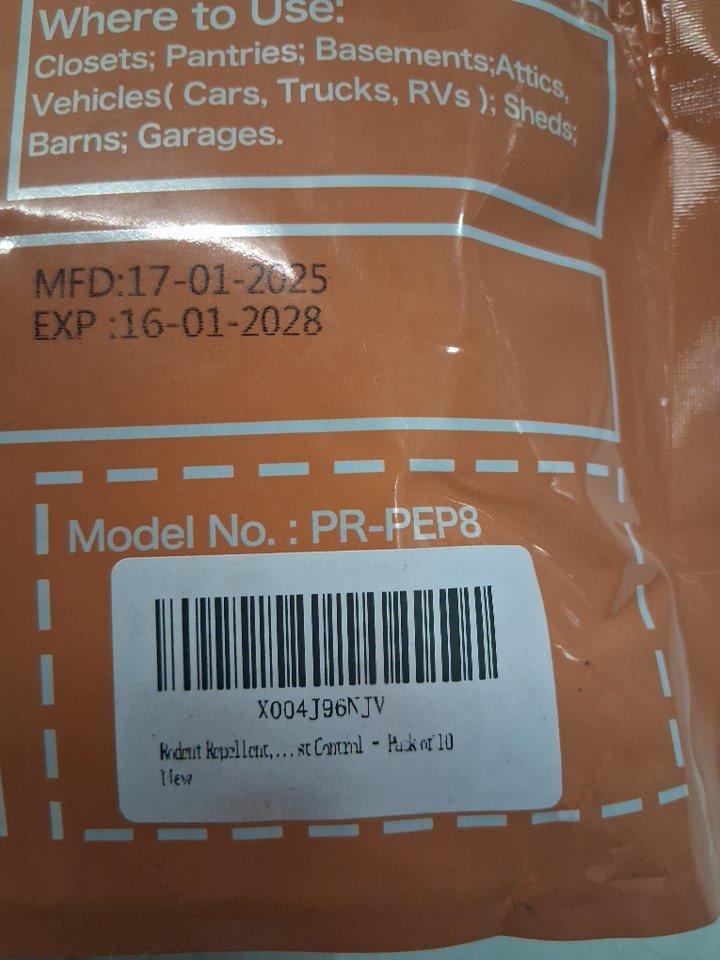 Where to Use:
Closets; Pantries; Basements;Attics,
Vehicles( Cars, Trucks, RVs ); Sheds;
Barns; Garages.
MFD:17-01-2025
EXP :16-01-2028
Model No. : PR-PEP8
X004J96NJV
Rodent Repellent,...st Control - Pack of 10
New